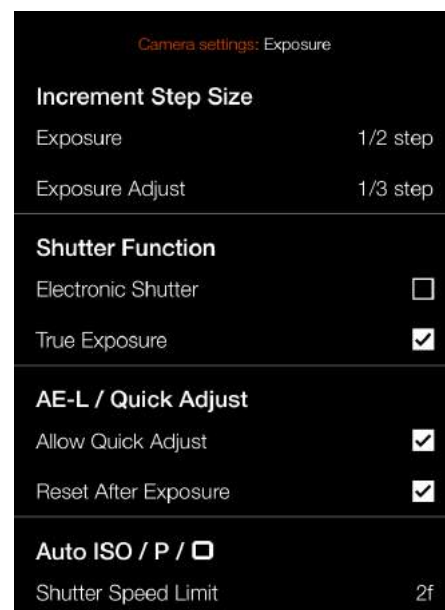 Camera settings: Exposure
Increment Step Size
Exposure 1/2 step
Exposure Adjust 1/3 step
Shutter Function
Electronic Shutter
True Exposure
AE-L / Quick Adjust
Allow Quick Adjust
Reset After Exposure
Auto ISO / P /
Shutter Speed Limit 2f